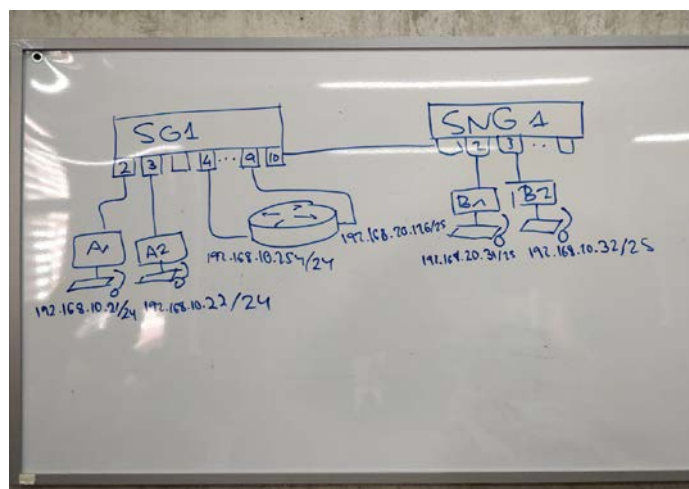 SG1
SNG 1
2 3 4 ... 9 10
2 3 ...
A1
A2
B1
B2
192.168.10.21/24
192.168.10.22/24
192.168.10.254/24
192.168.20.126/25
192.168.20.31/25
192.168.20.32/25